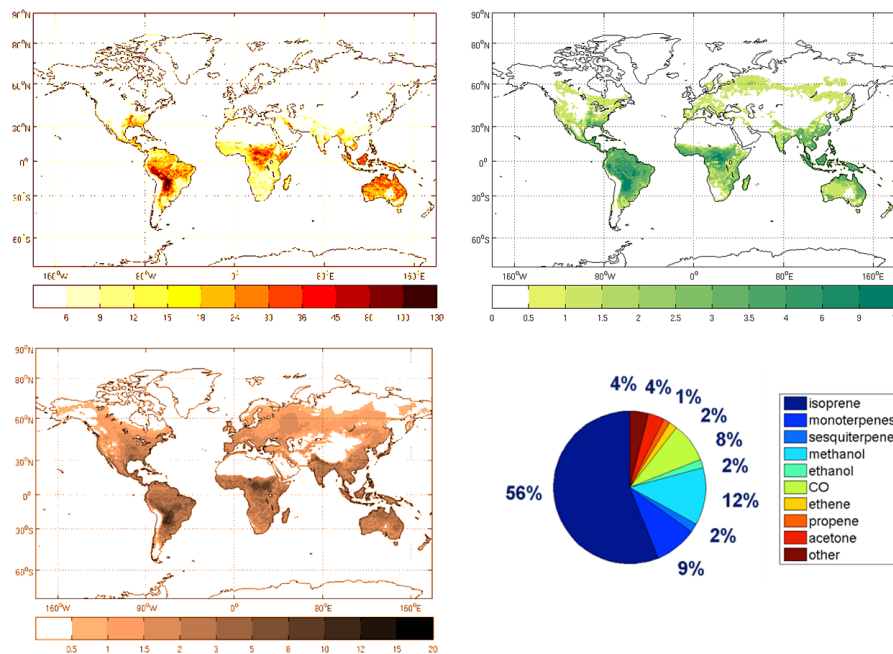 90°N
60°N
30°N
0°
30°S
60°S
160°W 80°W 0° 80°E 160°E
6 9 12 15 18 24 30 36 45 80 100 130
90°N
60°N
30°N
0°
30°S
60°S
160°W 80°W 0° 80°E 160°E
0 0.5 1 1.5 2 2.5 3 3.5 4 6 9
90°N
60°N
30°N
0°
30°S
60°S
160°W 80°W 0° 80°E 160°E
0.5 1 1.5 2 3 5 8 10 12 15 20
4% 4% 1%
2%
8%
2%
12%
2%
9%
56%
isoprene
monoterpenes
sesquiterpene
methanol
ethanol
CO
ethene
propene
acetone
other